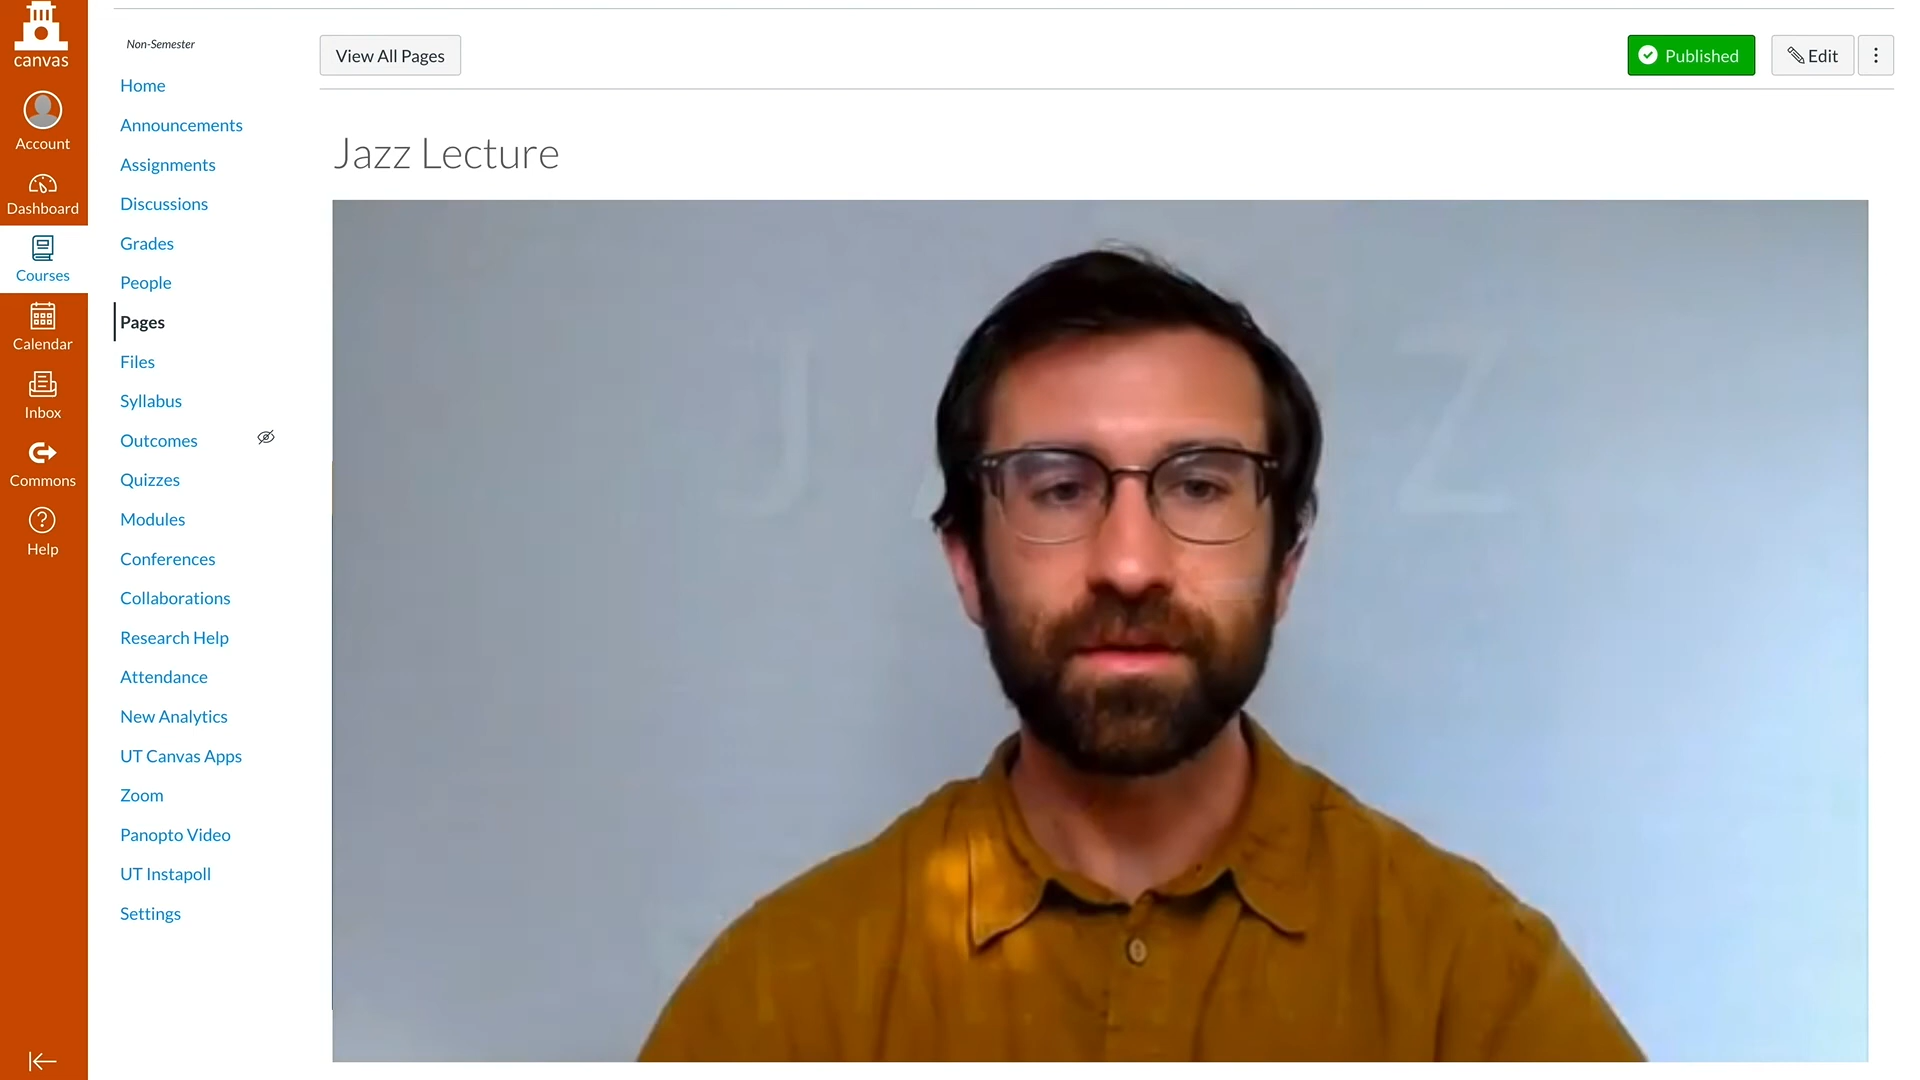 canvas
Account
Dashboard
Courses
Calendar
Inbox
Commons
Help
Non-Semester
Home
Announcements
Assignments
Discussions
Grades
People
Pages
Files
Syllabus
Outcomes
Quizzes
Modules
Conferences
Collaborations
Research Help
Attendance
New Analytics
UT Canvas Apps
Zoom
Panopto Video
UT Instapoll
Settings
View All Pages
Published
Edit
Jazz Lecture
J A Z